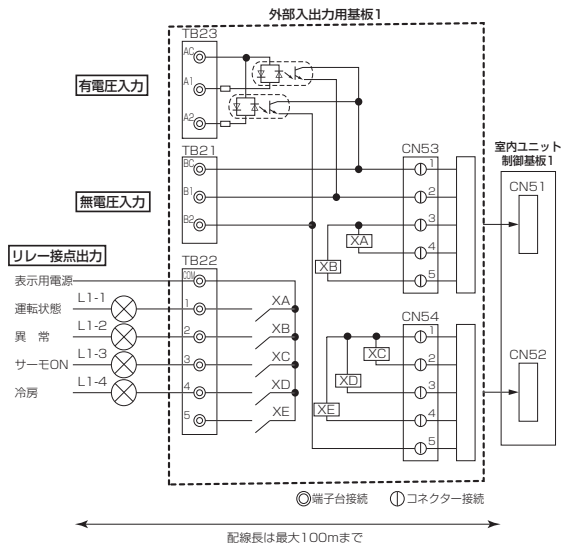 外部入出力用基板1
TB23
AC
A1
A2
有電圧入力
TB21
BC
B1
B2
無電圧入力
CN53
1
2
3
4
5
XA
XB
室内ユニット
制御基板1
CN51
リレー接点出力
TB22
表示用電源
COM
運転状態 L1-1 1 XA
異 常 L1-2 2 XB
サーモON L1-3 3 XC
冷房 L1-4 4 XD
5 XE
CN54
1
2
3
4
5
XC
XD
XE
CN52
端子台接続 コネクター接続
配線長は最大100mまで